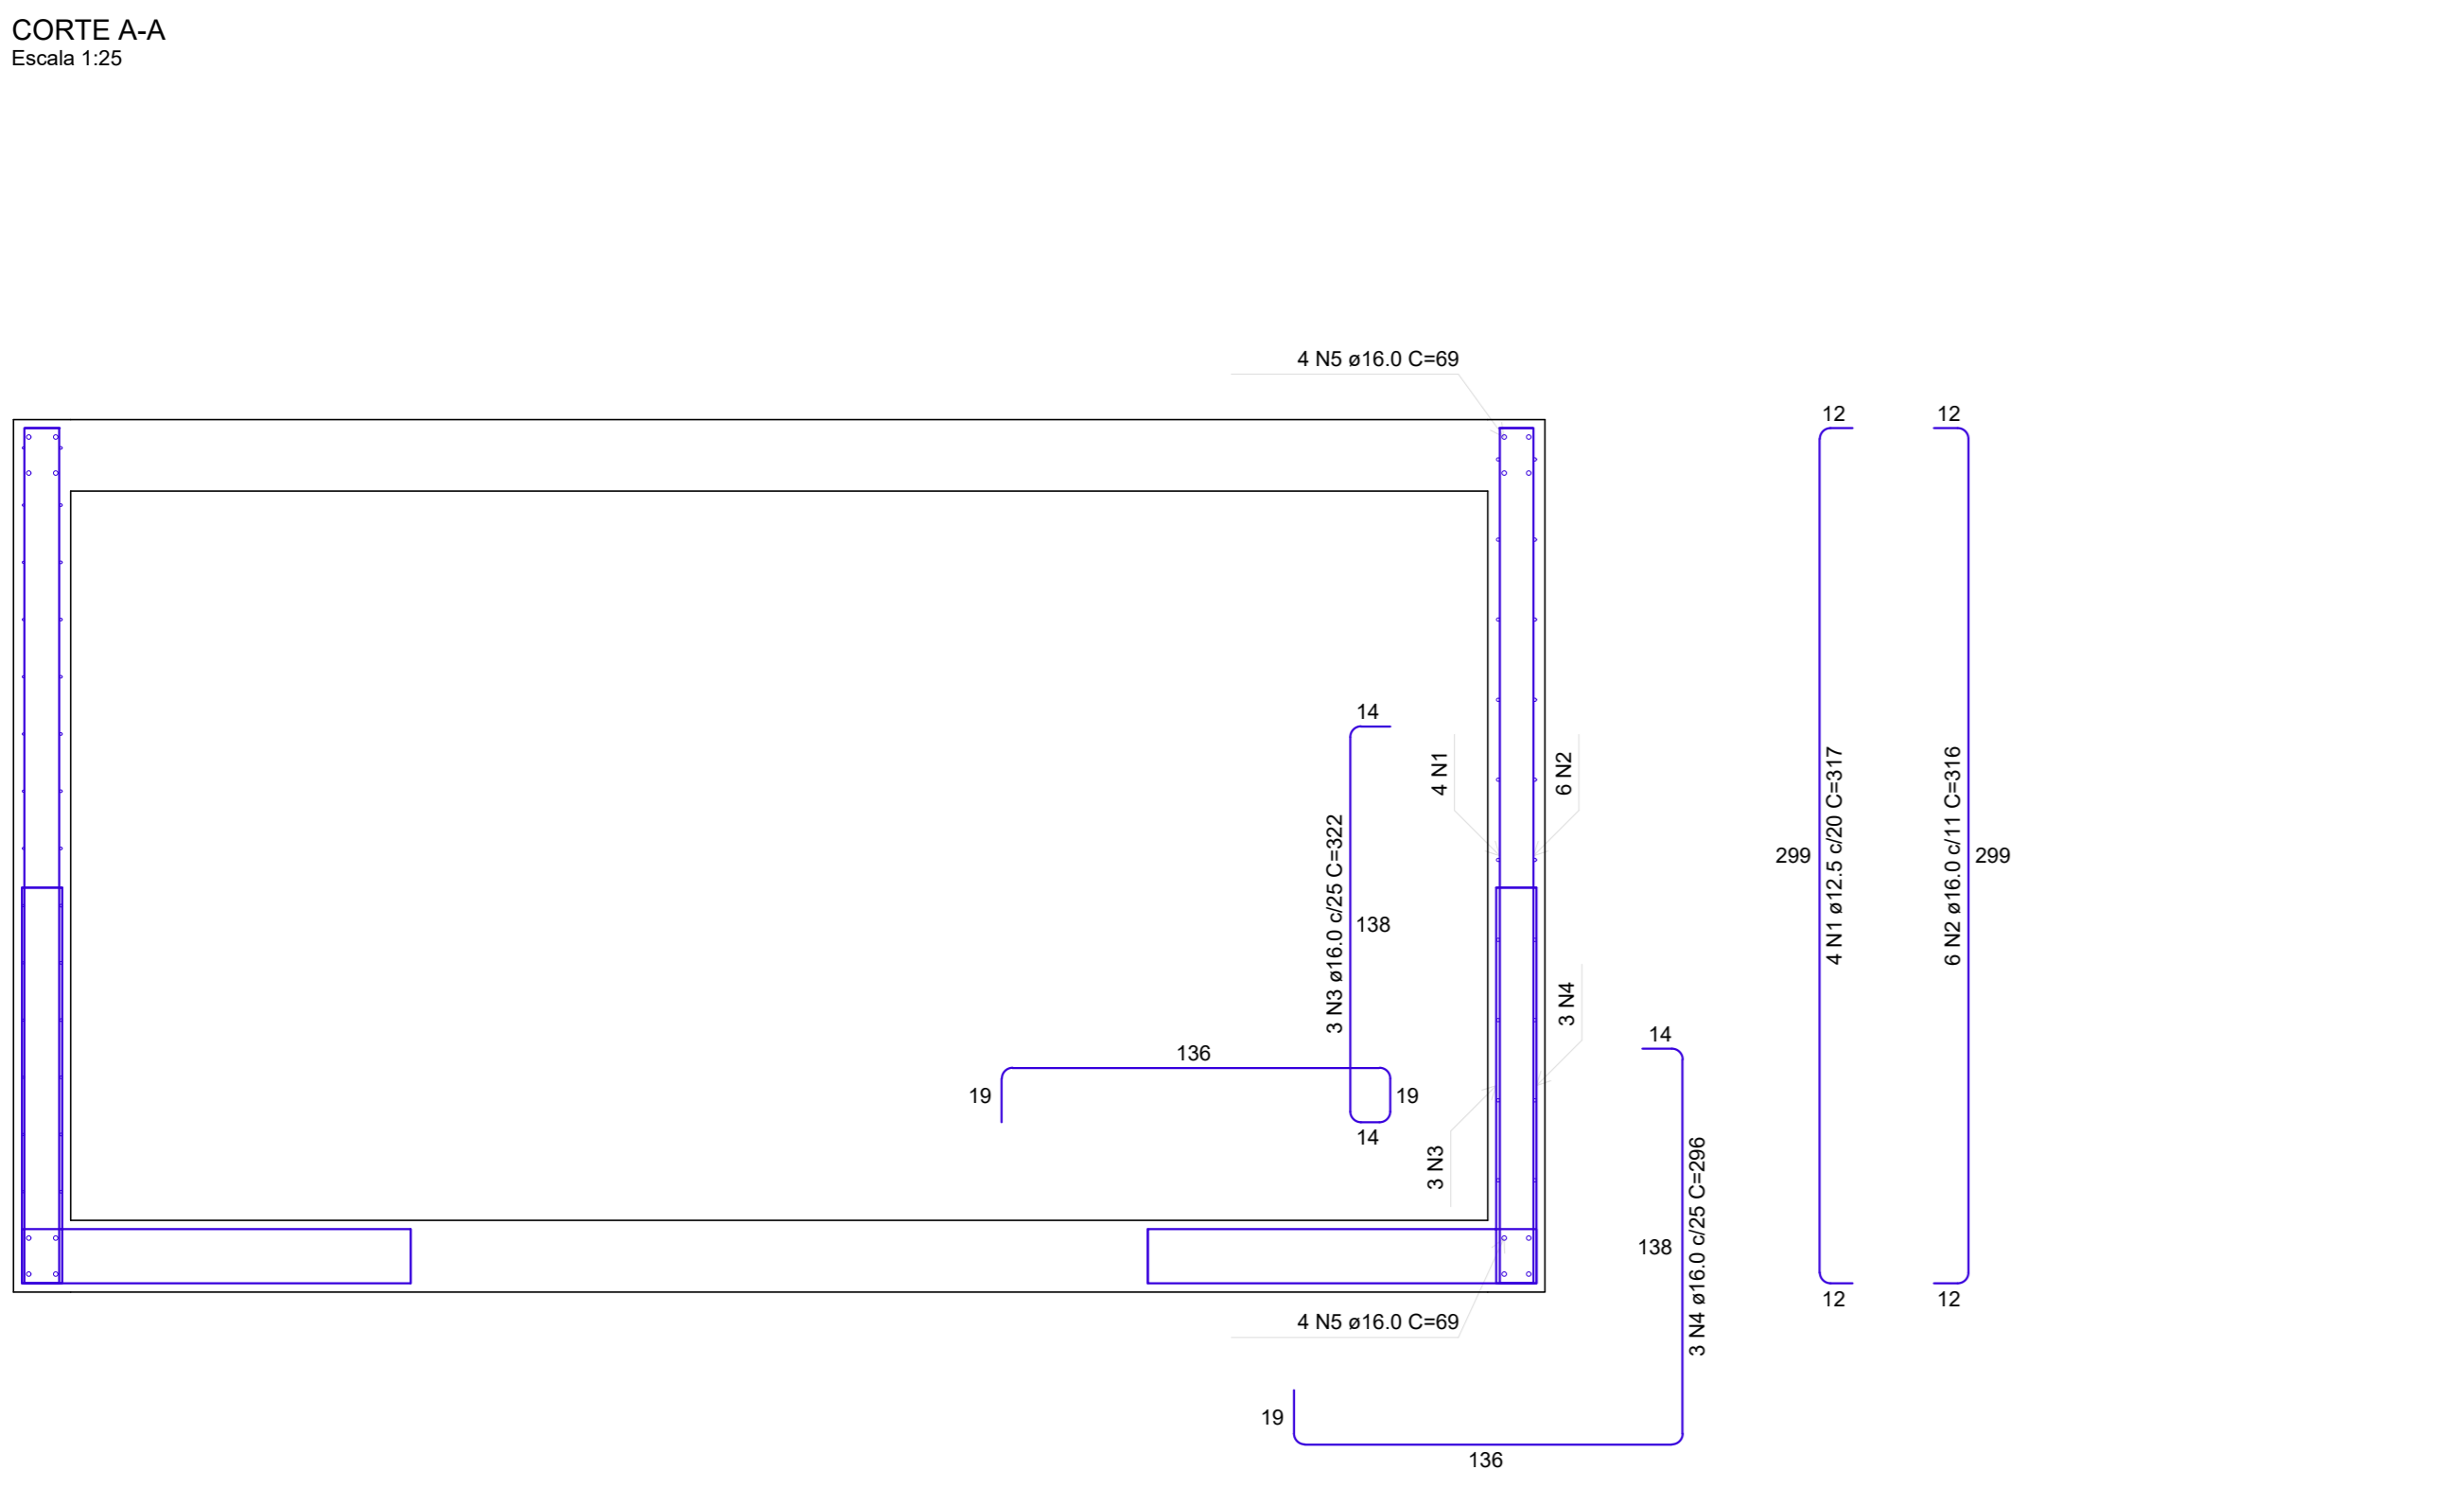 CORTE A-A
Escala 1:25
4 N5 ø16.0 C=69
12
12
14
4 N1
6 N2
3 N3 ø16.0 c/25 C=322
138
299
4 N1 ø12.5 c/20 C=317
6 N2 ø16.0 c/11 C=316
299
3 N4
14
136
19
19
14
3 N3
138
3 N4 ø16.0 c/25 C=296
12
12
4 N5 ø16.0 C=69
19
136